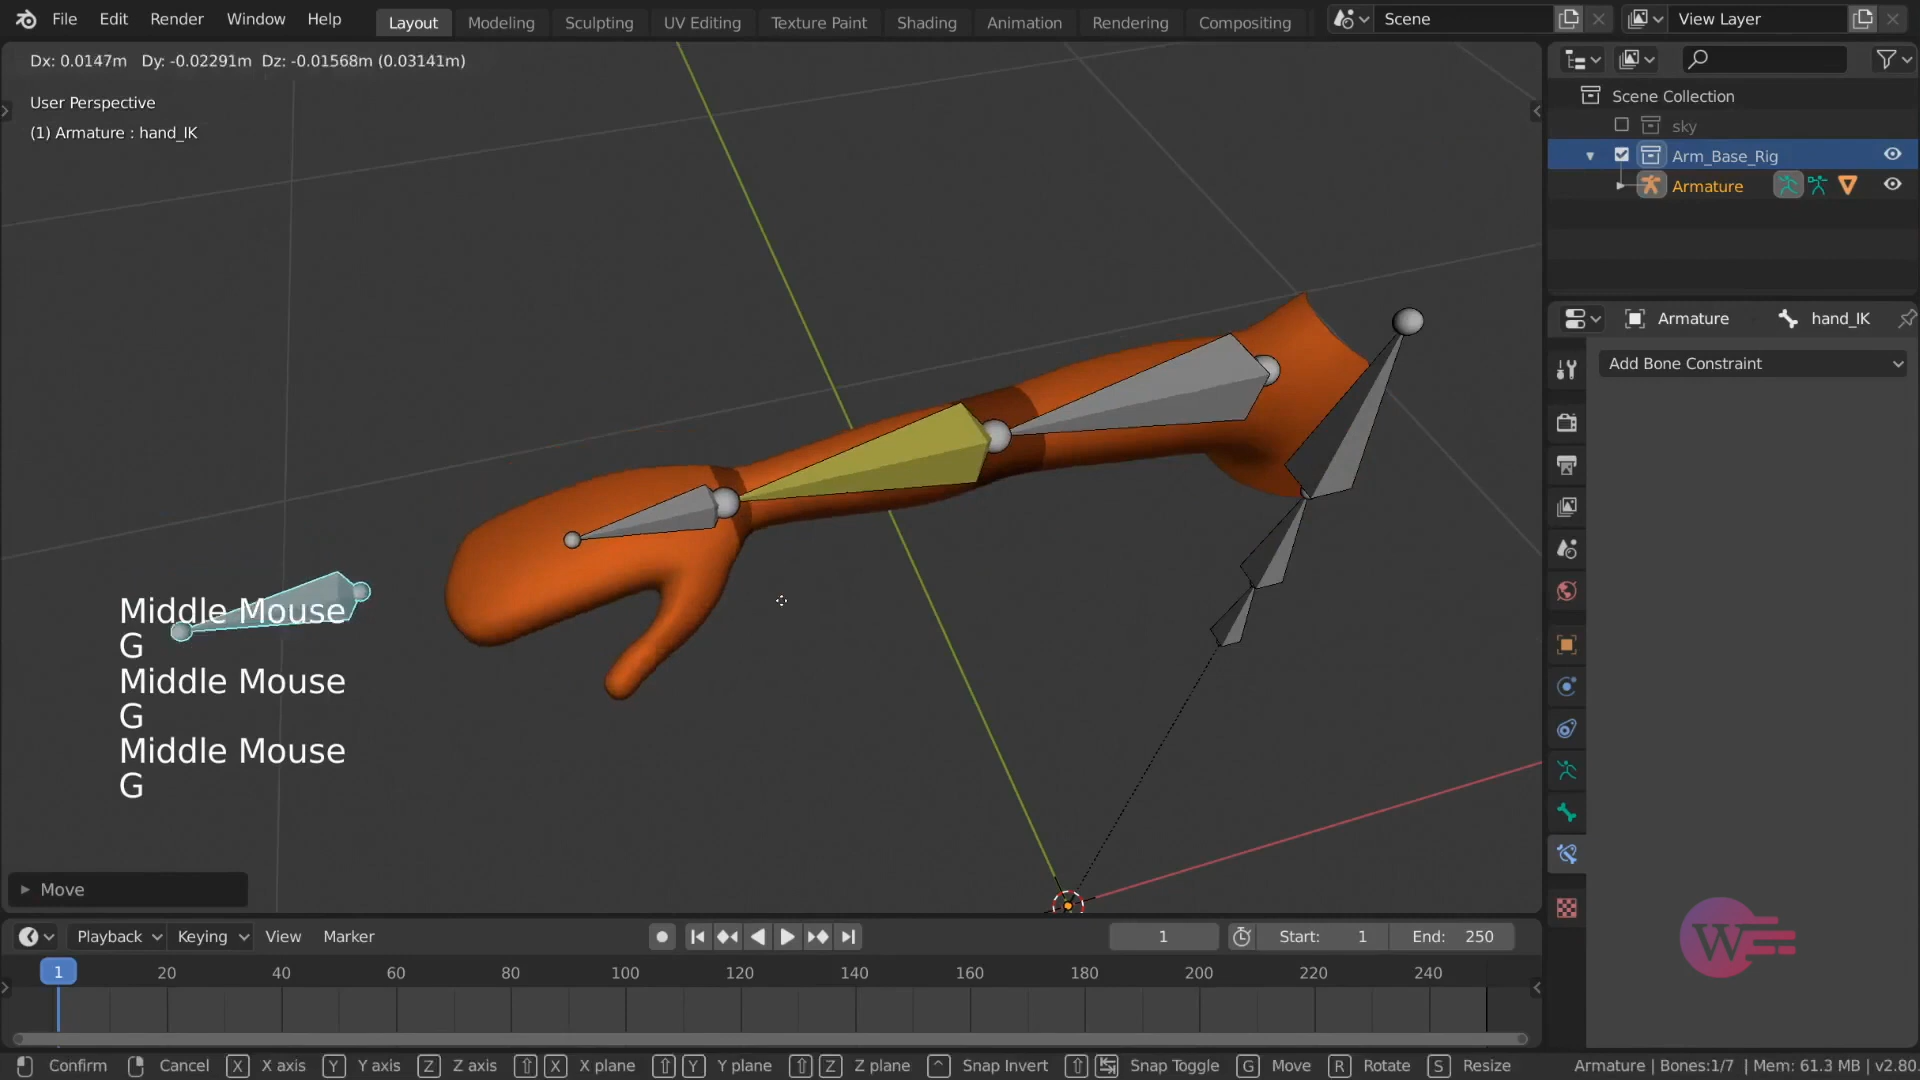 File Edit Render Window Help Layout Modeling Sculpting UV Editing Texture Paint Shading Animation Rendering Compositing Scene View Layer
Dx: 0.0147m Dy: -0.02291m Dz: -0.01568m (0.03141m)
User Perspective
(1) Armature : hand_IK
Scene Collection
sky
Arm_Base_Rig
Armature
Armature hand_IK
Add Bone Constraint
Middle Mouse
G
Middle Mouse
G
Middle Mouse
G
Move
Playback Keying View Marker 1 Start: 1 End: 250
1 20 40 60 80 100 120 140 160 180 200 220 240
W
Confirm Cancel X X axis Y Y axis Z Z axis X X plane Y Y plane Z Z plane ^ Snap Invert Snap Toggle G Move R Rotate S Resize Armature | Bones:1/7 | Mem: 61.3 MB | v2.80.